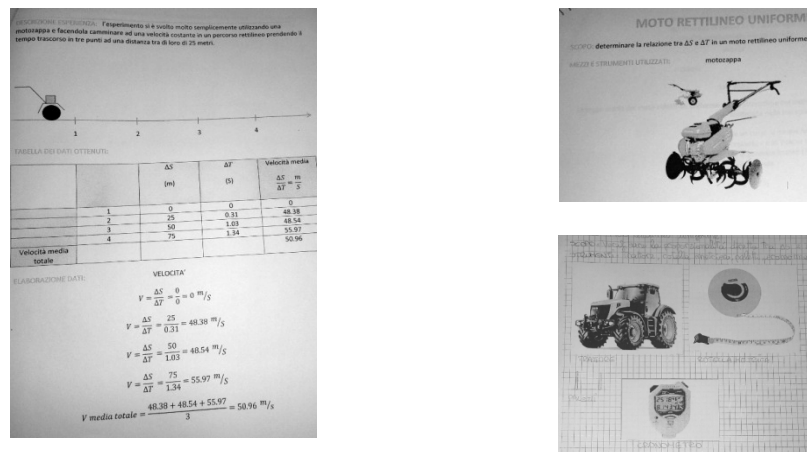 DESCRIZIONE ESPERIENZA: l'esperimento si è svolto molto semplicemente utilizzando una
motorappa e facendola camminare ad una velocità costante in un percorso rettilineo prendendo il
tempo trascorso in tre punti ad una distanza tra di loro di 25 metri.
1 2 3 4
TABELLA DEI DATI OTTENUTI:
ΔS ΔT Velocità media
(m) (S) ΔS/ΔT = m/S
1 0 0 0
2 25 0.31 48.38
3 50 1.03 48.54
4 75 1.34 55.97
Velocità media totale 50.96
ELABORAZIONE DATI:
VELOCITA'
V = ΔS/ΔT = 0/0 = 0 m/S
V = ΔS/ΔT = 25/0.31 = 48.38 m/S
V = ΔS/ΔT = 50/1.03 = 48.54 m/S
V = ΔS/ΔT = 75/1.34 = 55.97 m/S
V media totale = (48.38 + 48.54 + 55.97)/3 = 50.96 m/S
MOTO RETTILINEO UNIFORM
SCOPO: determinare la relazione tra ΔS e ΔT in un moto rettilineo uniforme
MEZZI E STRUMENTI UTILIZZATI: motozappa
CRONOMETRO